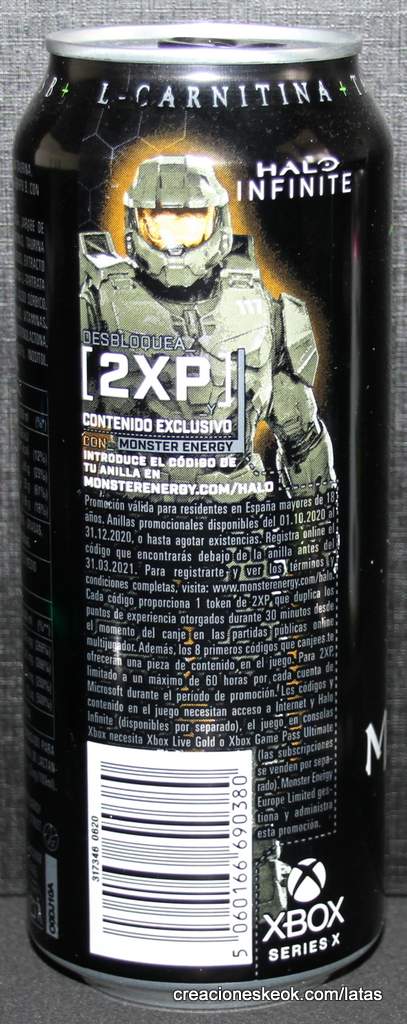 L-CARNITINA +
HALO
INFINITE
117
DESBLOQUEA
[2XP]
Y
CONTENIDO EXCLUSIVO
CON MONSTER ENERGY
INTRODUCE EL CÓDIGO DE
TU ANILLA EN
MONSTERENERGY.COM/HALO
Promoción válida para residentes en España mayores de 18
años. Anillas promocionales disponibles del 01.10.2020 al
31.12.2020, o hasta agotar existencias. Registra online el
código que encontrarás debajo de la anilla antes del
31.03.2021. Para registrarte y ver los términos y
condiciones completas, visita: www.monsterenergy.com/halo.
Cada código proporciona 1 token de 2XP, que duplica los
puntos de experiencia otorgados durante 30 minutos desde
el momento del canje en las partidas públicas online
multijugador. Además, los 8 primeros códigos que canjees te
ofrecerán una pieza de contenido en el juego. Para 2XP,
limitado a un máximo de 60 horas por cada cuenta de
Microsoft durante el periodo de promoción. Los códigos y
contenido en el juego necesitan acceso a Internet y Halo
Infinite (disponibles por separado), el juego en consolas
Xbox necesita Xbox Live Gold o Xbox Game Pass Ultimate
(las subscripciones
se venden por sepa-
rado). Monster Energy
Europe Limited ges-
tiona y administra
esta promoción.
317346 0620
5 060166 690380
XBOX
SERIES X
creacioneskeok.com/latas